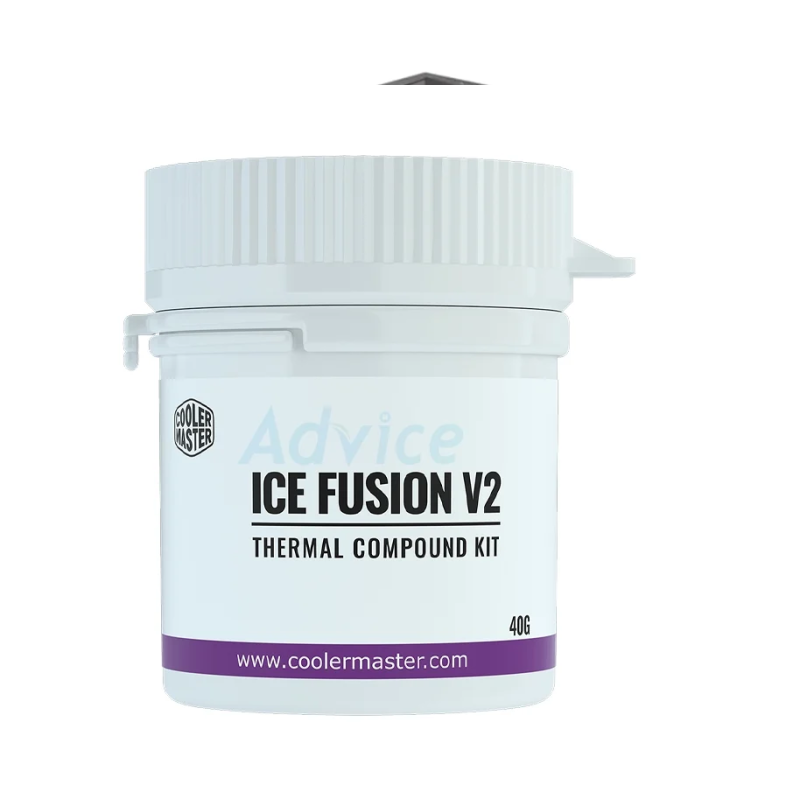 COOLER
MASTER
Advice
ICE FUSION V2
THERMAL COMPOUND KIT
40G
www.coolermaster.com